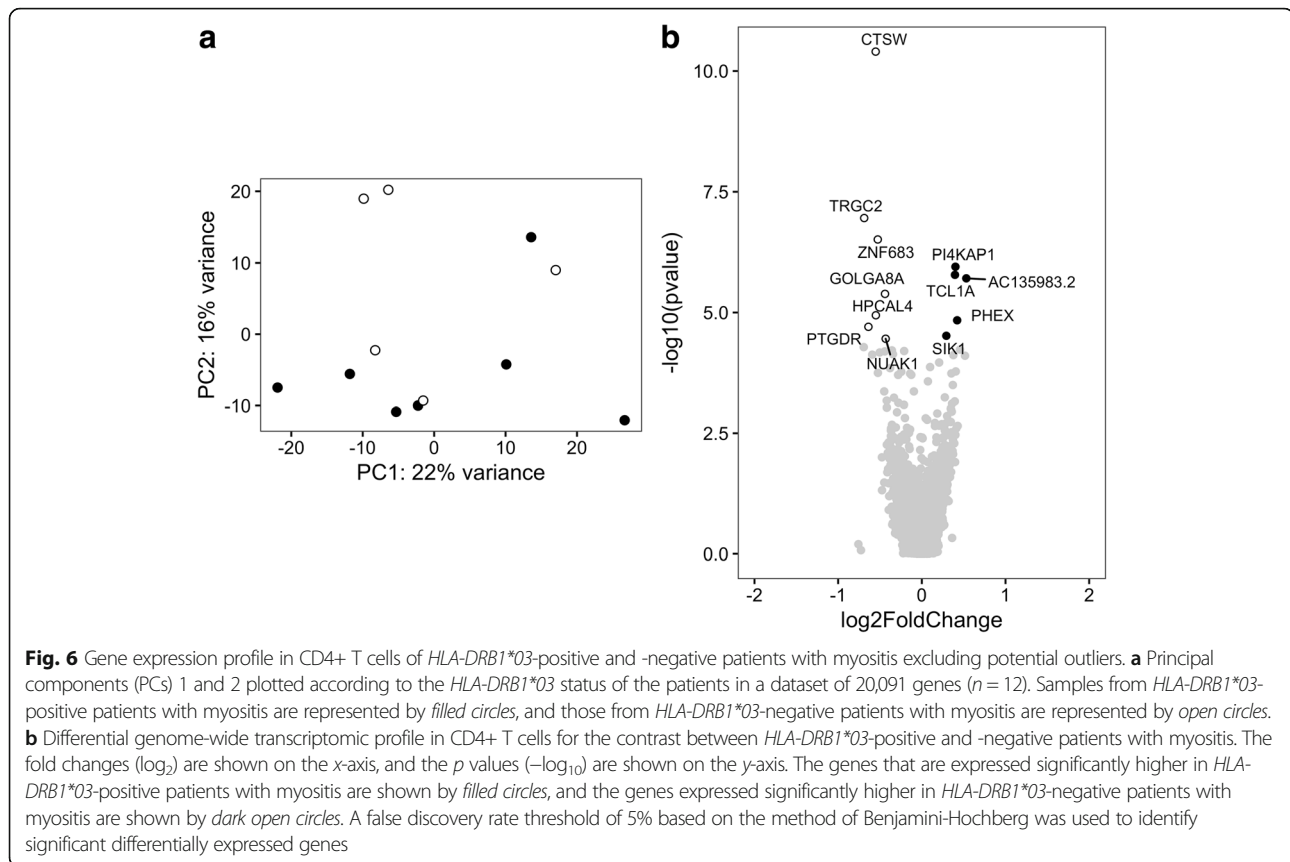 a
20
10
0
-10
PC2: 16% variance
-20
-10
0
10
20
PC1: 22% variance
b
10.0
7.5
5.0
2.5
0.0
-log10(pvalue)
CTSW
TRGC2
ZNF683
PI4KAP1
GOLGA8A
AC135983.2
TCL1A
HPCAL4
PHEX
PTGDR
SIK1
NUAK1
-2
-1
0
1
2
log2FoldChange
Fig. 6 Gene expression profile in CD4+ T cells of HLA-DRB1*03-positive and -negative patients with myositis excluding potential outliers. a Principal
components (PCs) 1 and 2 plotted according to the HLA-DRB1*03 status of the patients in a dataset of 20,091 genes (n = 12). Samples from HLA-DRB1*03-
positive patients with myositis are represented by filled circles, and those from HLA-DRB1*03-negative patients with myositis are represented by open circles.
b Differential genome-wide transcriptomic profile in CD4+ T cells for the contrast between HLA-DRB1*03-positive and -negative patients with myositis. The
fold changes (log₂) are shown on the x-axis, and the p values (−log₁₀) are shown on the y-axis. The genes that are expressed significantly higher in HLA-
DRB1*03-positive patients with myositis are shown by filled circles, and the genes expressed significantly higher in HLA-DRB1*03-negative patients with
myositis are shown by dark open circles. A false discovery rate threshold of 5% based on the method of Benjamini-Hochberg was used to identify
significant differentially expressed genes